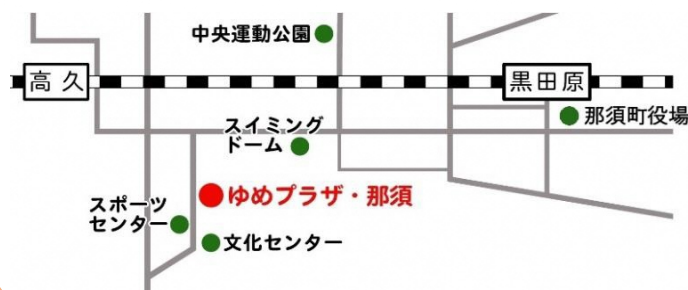 中央運動公園
高久
黒田原
那須町役場
スイミング
ドーム
ゆめプラザ・那須
スポーツ
センター
文化センター